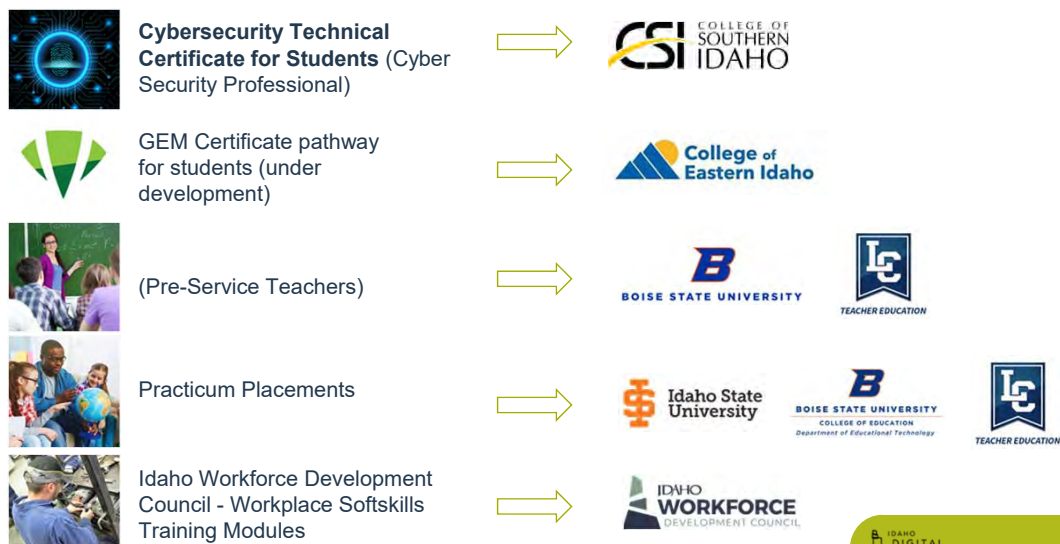 Cybersecurity Technical
Certificate for Students (Cyber
Security Professional)
CSI COLLEGE OF
SOUTHERN
IDAHO
GEM Certificate pathway
for students (under
development)
College of
Eastern Idaho
(Pre-Service Teachers)
B
BOISE STATE UNIVERSITY
LC
TEACHER EDUCATION
Practicum Placements
Idaho State
University
B
BOISE STATE UNIVERSITY
COLLEGE OF EDUCATION
Department of Educational Technology
LC
TEACHER EDUCATION
Idaho Workforce Development
Council - Workplace Softskills
Training Modules
IDAHO
WORKFORCE
DEVELOPMENT COUNCIL
IDAHO
DIGITAL